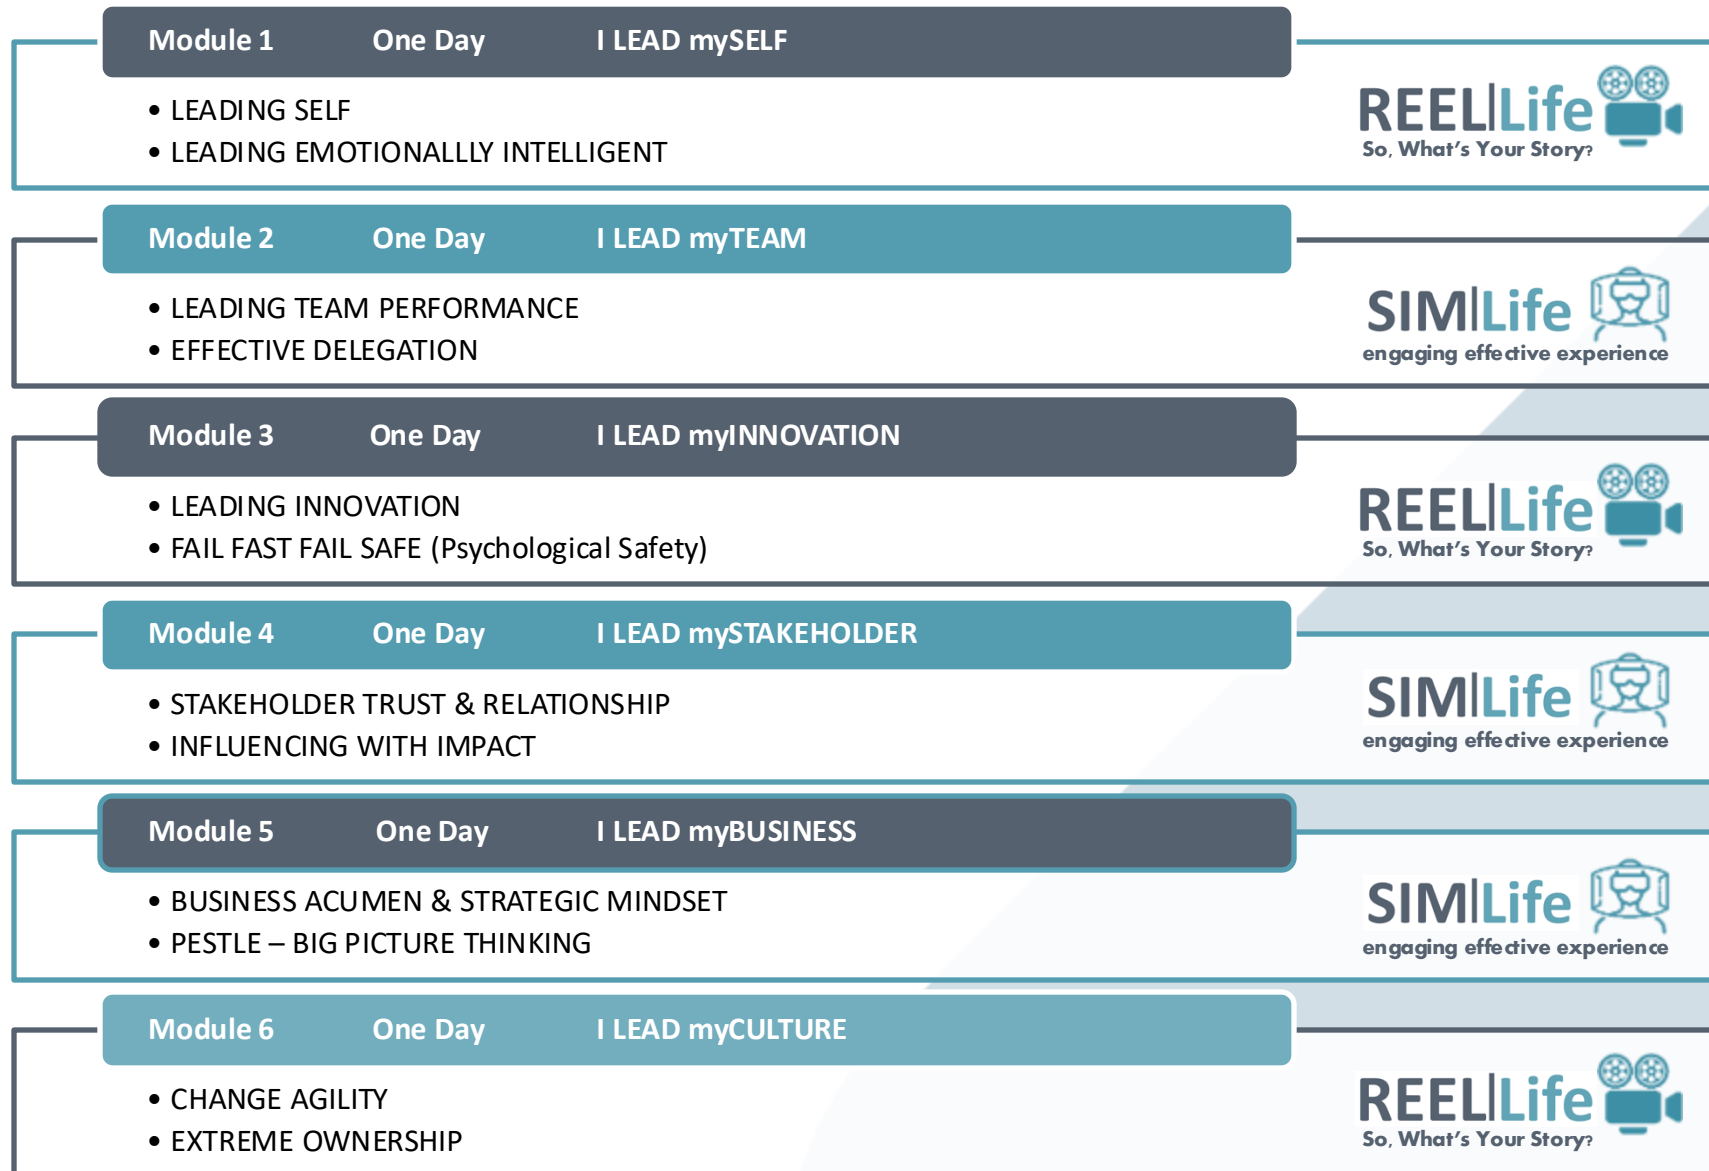 Module 1 One Day I LEAD mySELF
• LEADING SELF
• LEADING EMOTIONALLLY INTELLIGENT
REEL|Life
So, What's Your Story?
Module 2 One Day I LEAD myTEAM
• LEADING TEAM PERFORMANCE
• EFFECTIVE DELEGATION
SIM|Life
engaging effective experience
Module 3 One Day I LEAD myINNOVATION
• LEADING INNOVATION
• FAIL FAST FAIL SAFE (Psychological Safety)
REEL|Life
So, What's Your Story?
Module 4 One Day I LEAD mySTAKEHOLDER
• STAKEHOLDER TRUST & RELATIONSHIP
• INFLUENCING WITH IMPACT
SIM|Life
engaging effective experience
Module 5 One Day I LEAD myBUSINESS
• BUSINESS ACUMEN & STRATEGIC MINDSET
• PESTLE – BIG PICTURE THINKING
SIM|Life
engaging effective experience
Module 6 One Day I LEAD myCULTURE
• CHANGE AGILITY
• EXTREME OWNERSHIP
REEL|Life
So, What's Your Story?